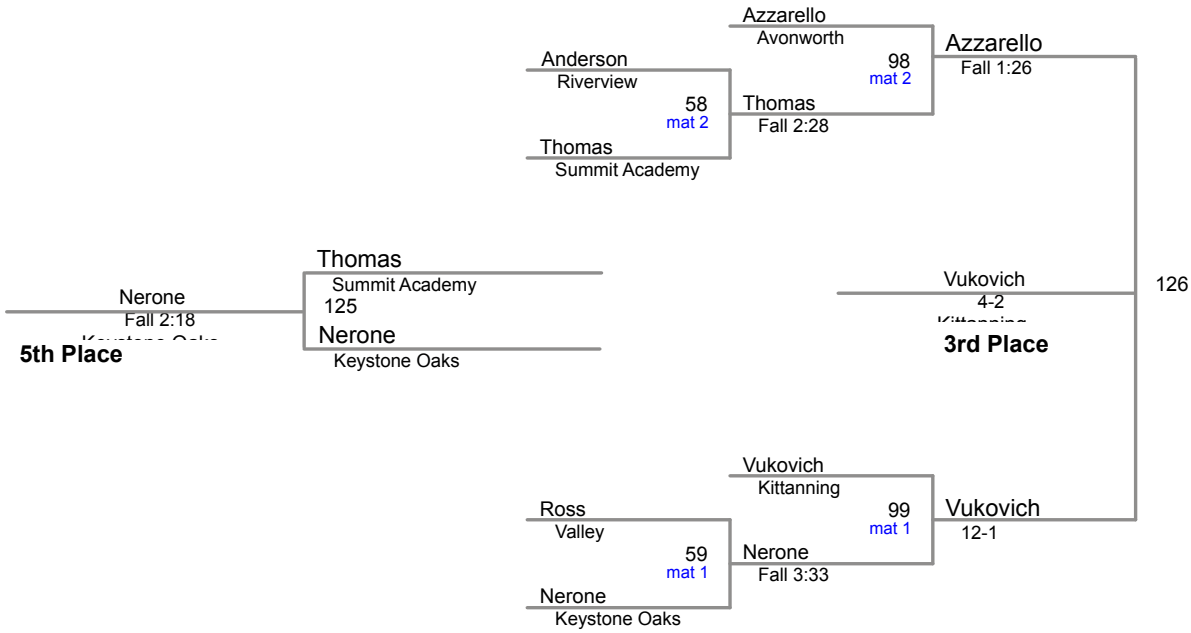 Azzarello
Avonworth
Azzarello
Anderson
98
Fall 1:26
Riverview
mat 2
58
Thomas
mat 2
Fall 2:28
Thomas
Summit Academy
Thomas
Summit Academy
Vukovich
126
Nerone
125
4-2
Fall 2:18
Nerone
3rd Place
5th Place
Keystone Oaks
Vukovich
Kittanning
Ross
99
Vukovich
Valley
mat 1
12-1
59
Nerone
mat 1
Fall 3:33
Nerone
Keystone Oaks